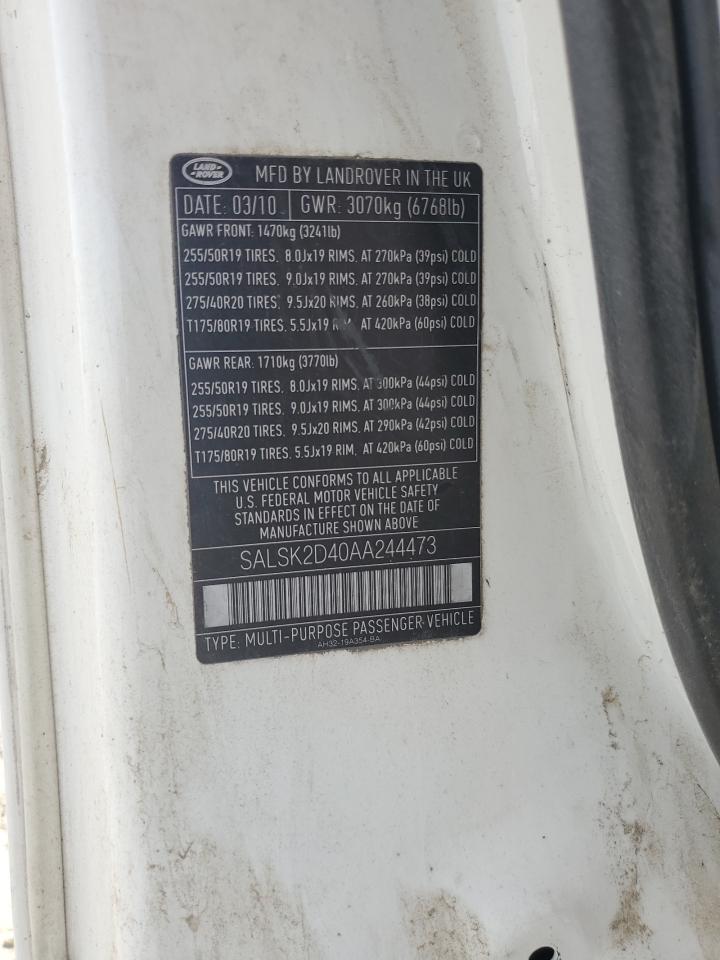 LAND-
ROVER
MFD BY LANDROVER IN THE UK
DATE: 03/10 GWR: 3070kg (6768lb)
GAWR FRONT: 1470kg (3241lb)
255/50R19 TIRES, 8.0Jx19 RIMS, AT 270kPa (39psi) COLD
255/50R19 TIRES, 9.0Jx19 RIMS, AT 270kPa (39psi) COLD
275/40R20 TIRES, 9.5Jx20 RIMS, AT 260kPa (38psi) COLD
T175/80R19 TIRES, 5.5Jx19 RIM, AT 420kPa (60psi) COLD
GAWR REAR: 1710kg (3770lb)
255/50R19 TIRES, 8.0Jx19 RIMS, AT 300kPa (44psi) COLD
255/50R19 TIRES, 9.0Jx19 RIMS, AT 300kPa (44psi) COLD
275/40R20 TIRES, 9.5Jx20 RIMS, AT 290kPa (42psi) COLD
T175/80R19 TIRES, 5.5Jx19 RIM, AT 420kPa (60psi) COLD
THIS VEHICLE CONFORMS TO ALL APPLICABLE
U.S. FEDERAL MOTOR VEHICLE SAFETY
STANDARDS IN EFFECT ON THE DATE OF
MANUFACTURE SHOWN ABOVE
SALSK2D40AA244473
TYPE: MULTI-PURPOSE PASSENGER VEHICLE
AH32-19A354-BA